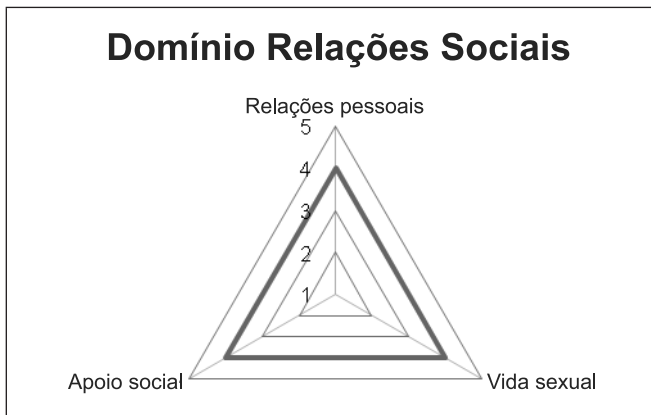 Domínio Relações Sociais
Relações pessoais
5
4
3
2
1
Apoio social
Vida sexual